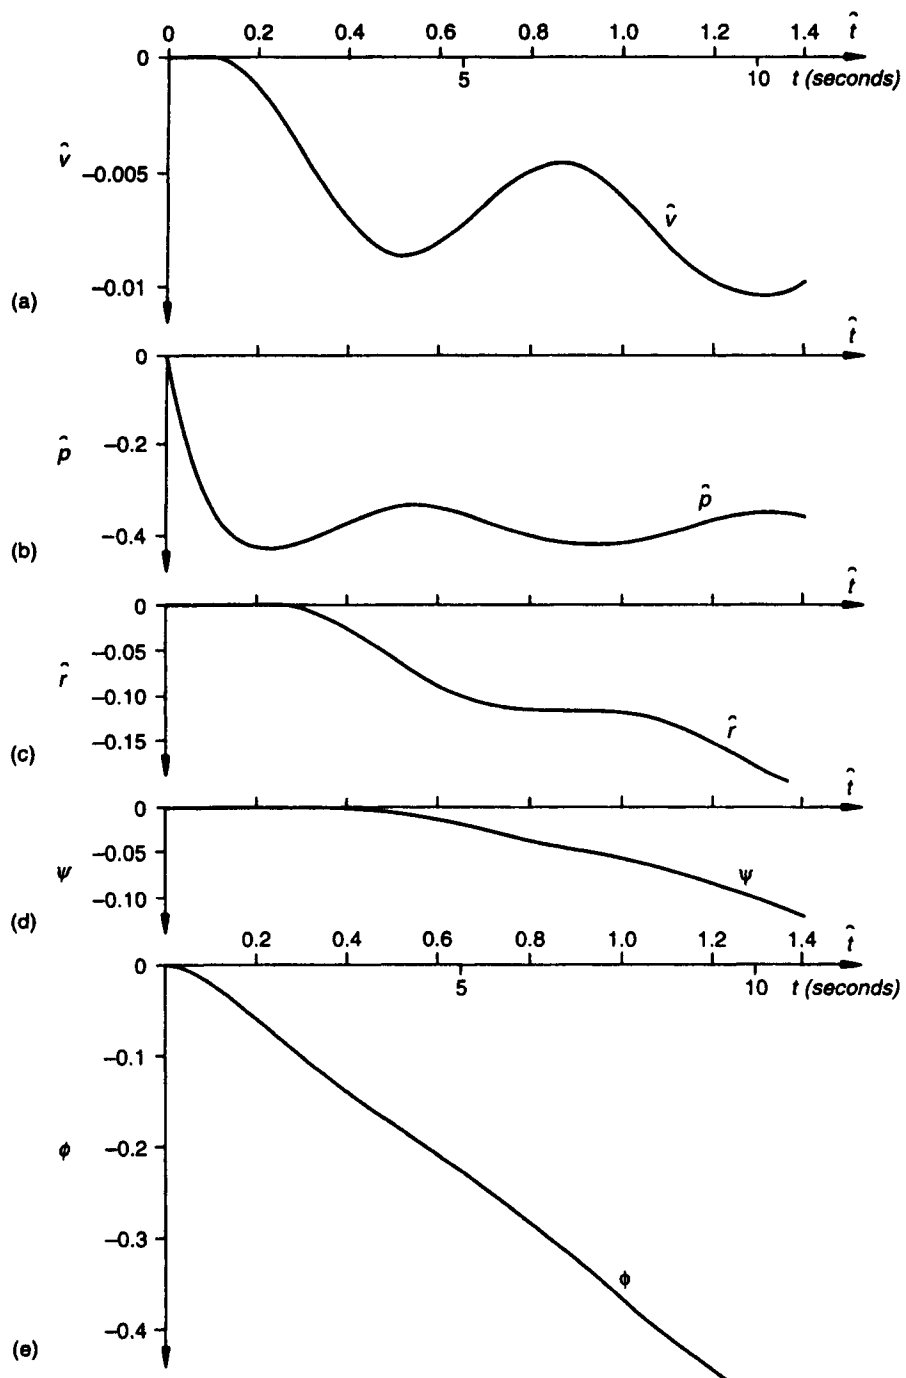 0 0.2 0.4 0.6 0.8 1.0 1.2 1.4 t̂
0
5 10 t (seconds)
v̂
−0.005
v̂
−0.01
(a)
t̂
0
−0.2
p̂
p̂
−0.4
(b)
t̂
0
−0.05
r̂
−0.10
r̂
−0.15
(c)
t̂
0
−0.05
ψ
ψ
−0.10
(d)
0.2 0.4 0.6 0.8 1.0 1.2 1.4 t̂
0
5 10 t (seconds)
−0.1
ϕ −0.2
−0.3
ϕ
−0.4
(e)